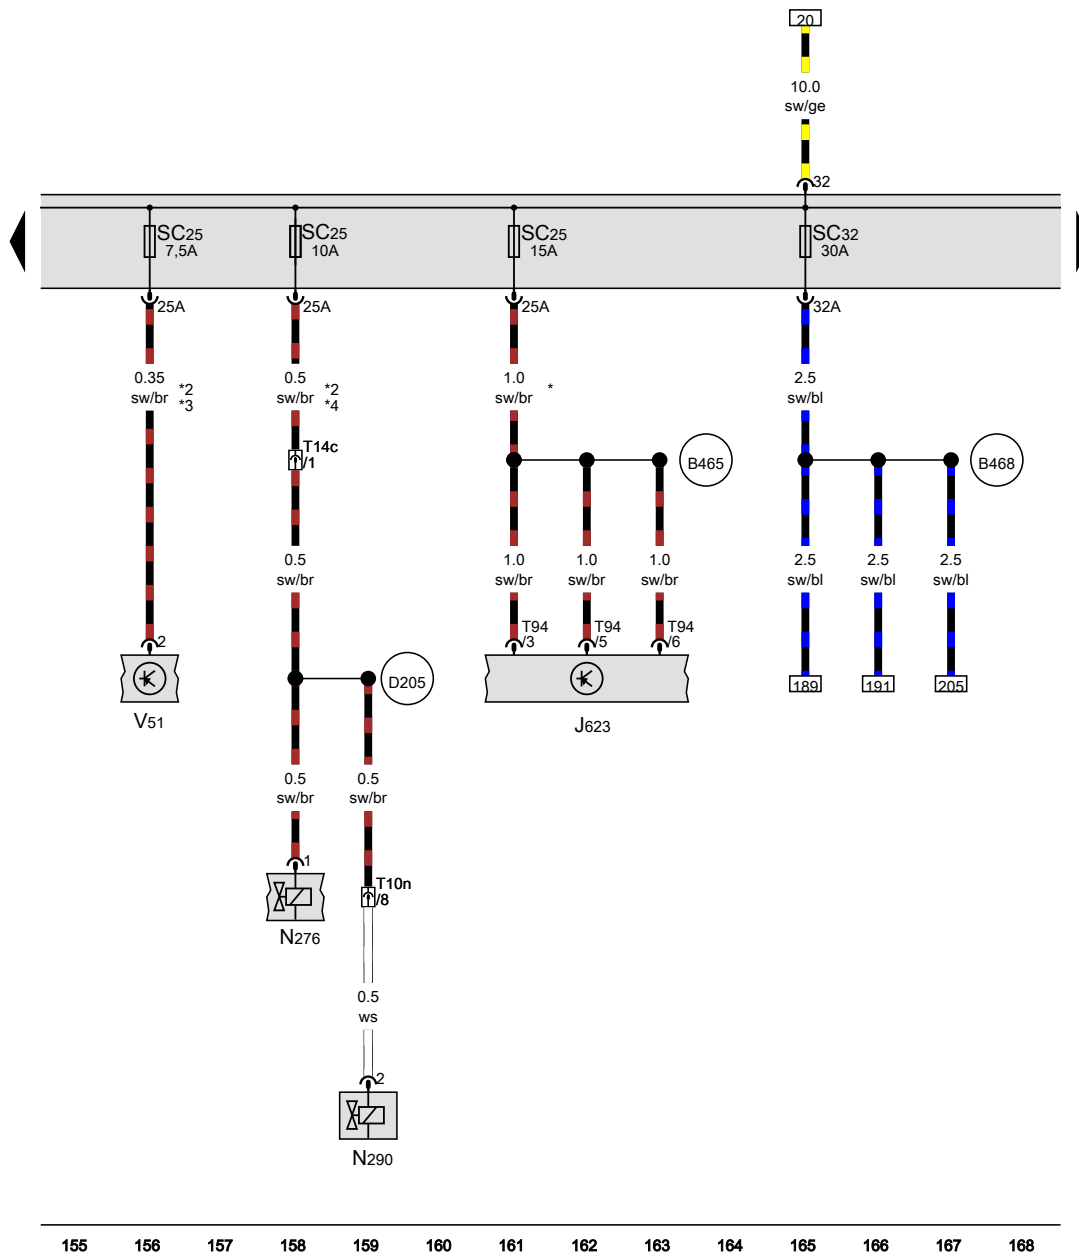 20
10.0
sw/ge
32
SC25
7,5A
SC25
10A
SC25
15A
SC32
30A
25A
25A
25A
32A
0.35
sw/br
*2
*3
0.5
sw/br
*2
*4
1.0
sw/br
*
2.5
sw/bl
T14c
/1
B465
B468
0.5
sw/br
1.0
sw/br
1.0
sw/br
1.0
sw/br
2.5
sw/bl
2.5
sw/bl
2.5
sw/bl
2
T94
/3
T94
/5
T94
/6
V51
D205
J623
189
191
205
0.5
sw/br
0.5
sw/br
1
T10n
/8
N276
0.5
ws
2
N290
155 156 157 158 159 160 161 162 163 164 165 166 167 168